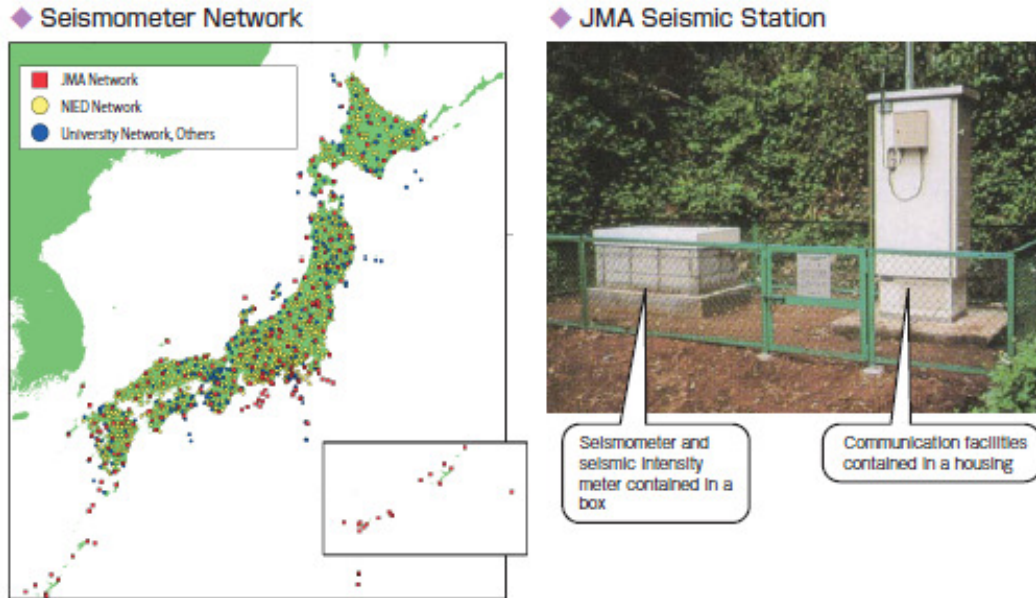 Seismometer Network
JMA Network
NIED Network
University Network, Others
JMA Seismic Station
Seismometer and
seismic intensity
meter contained in a
box
Communication facilities
contained in a housing